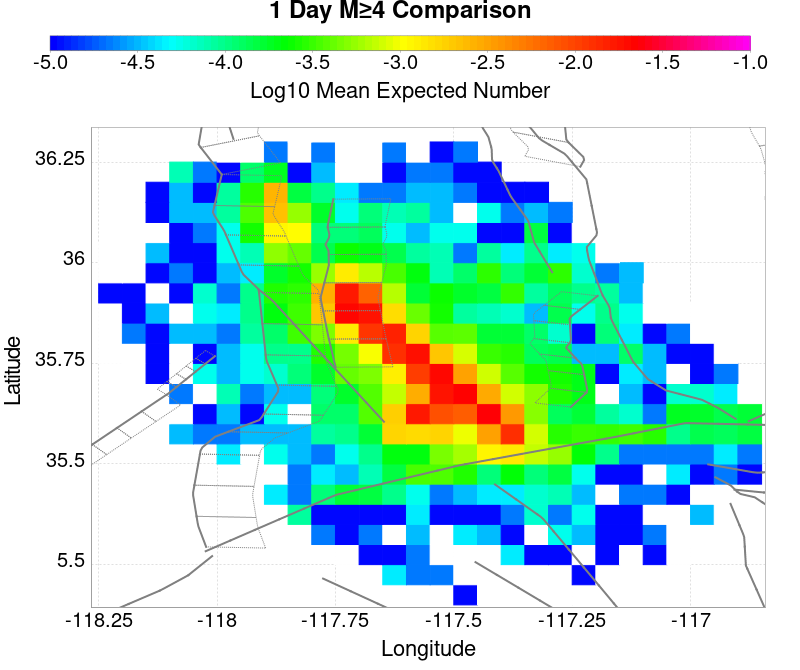 1 Day M≥4 Comparison
-5.0 -4.5 -4.0 -3.5 -3.0 -2.5 -2.0 -1.5 -1.0
Log10 Mean Expected Number
36.25
36
35.75
35.5
5.5
Latitude
-118.25 -118 -117.75 -117.5 -117.25 -117
Longitude